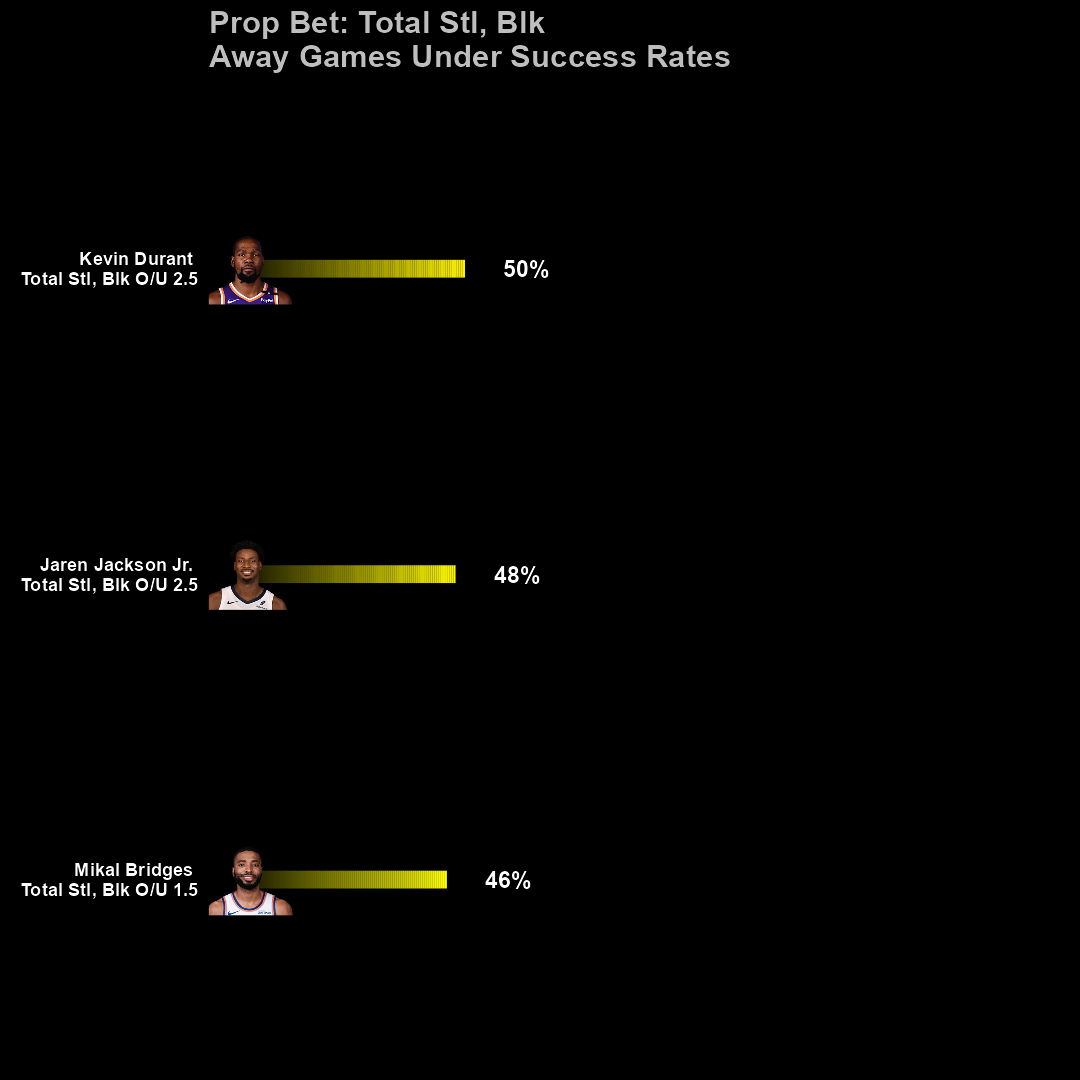 Prop Bet: Total Stl, Blk
Away Games Under Success Rates
Kevin Durant
Total Stl, Blk O/U 2.5
50%
Jaren Jackson Jr.
Total Stl, Blk O/U 2.5
48%
Mikal Bridges
Total Stl, Blk O/U 1.5
46%